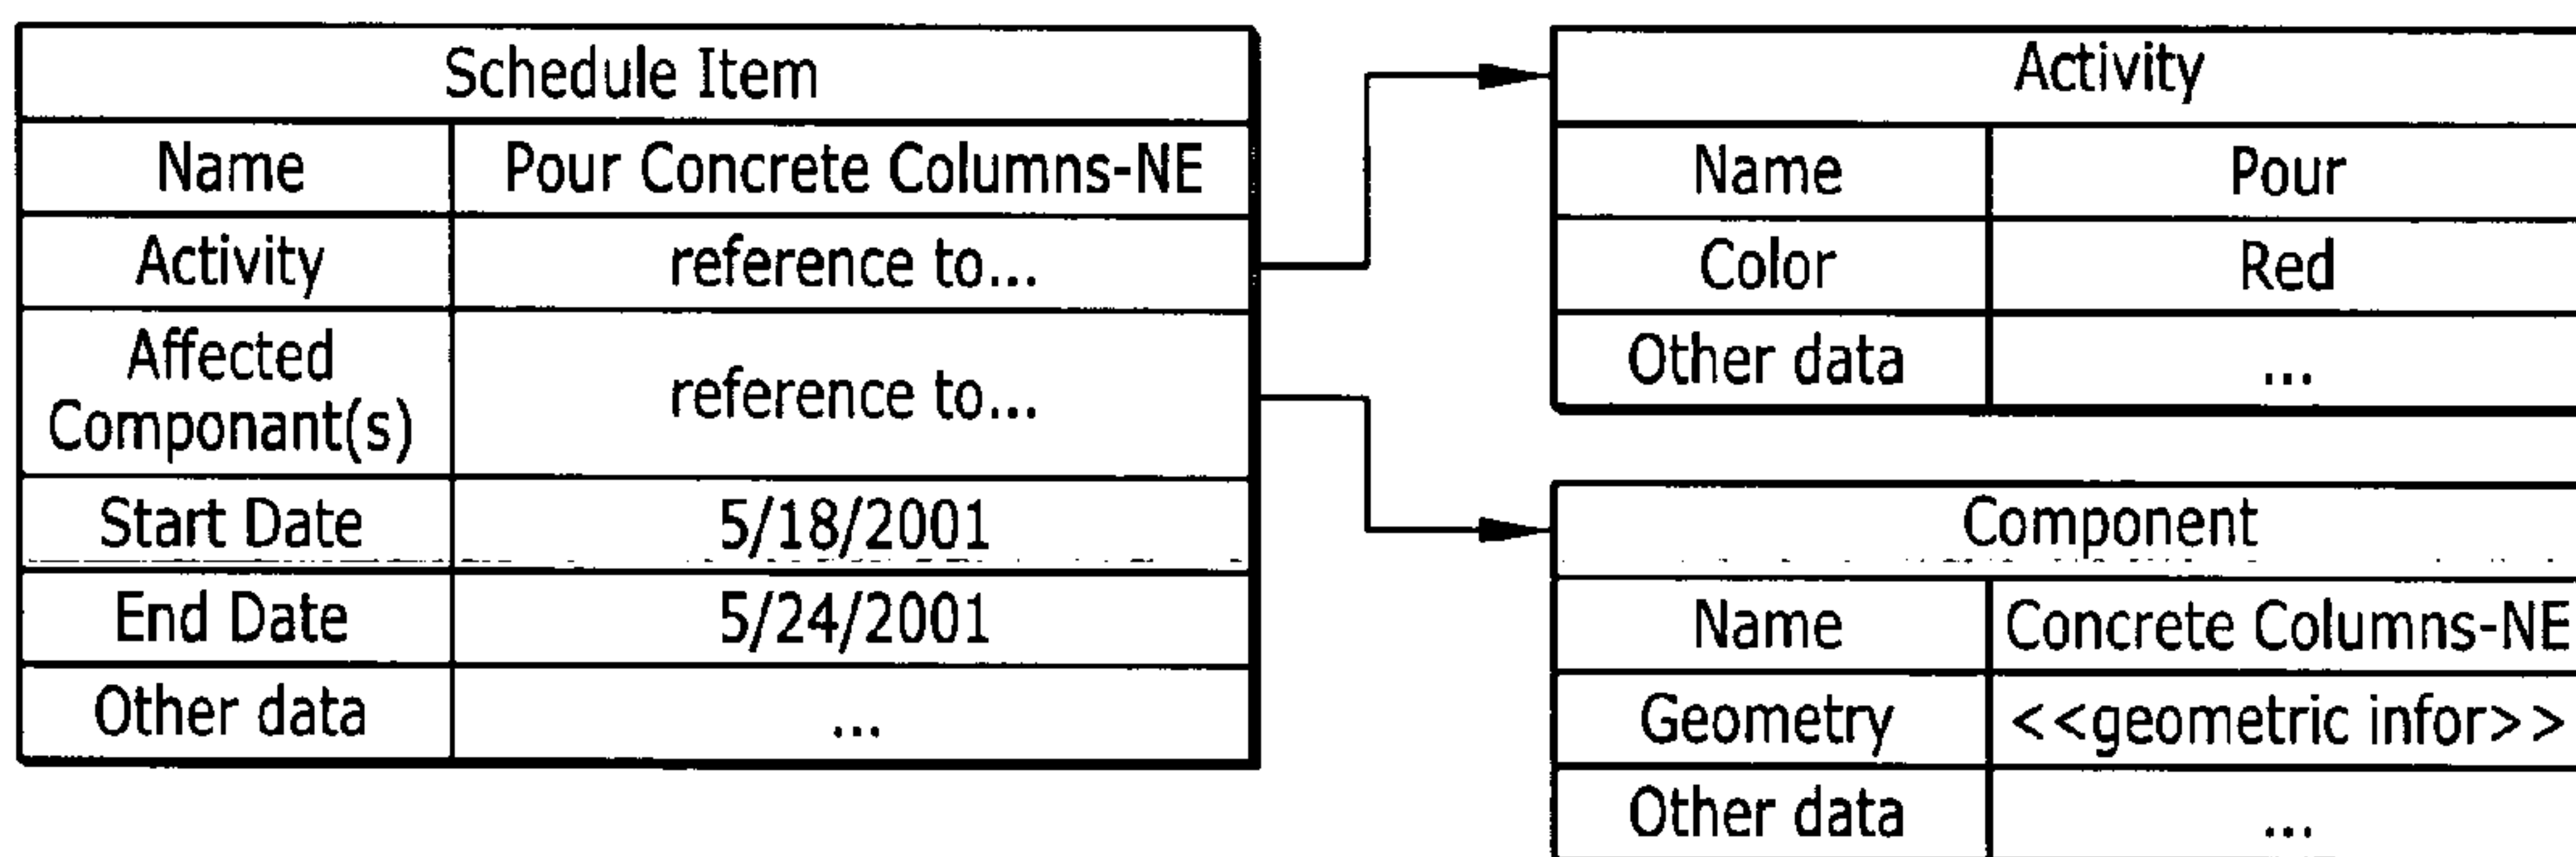 Schedule Item
Name Pour Concrete Columns-NE
Activity reference to...
Affected
Componant(s) reference to...
Start Date 5/18/2001
End Date 5/24/2001
Other data ...
Activity
Name Pour
Color Red
Other data ...
Component
Name Concrete Columns-NE
Geometry <<geometric infor>>
Other data ...